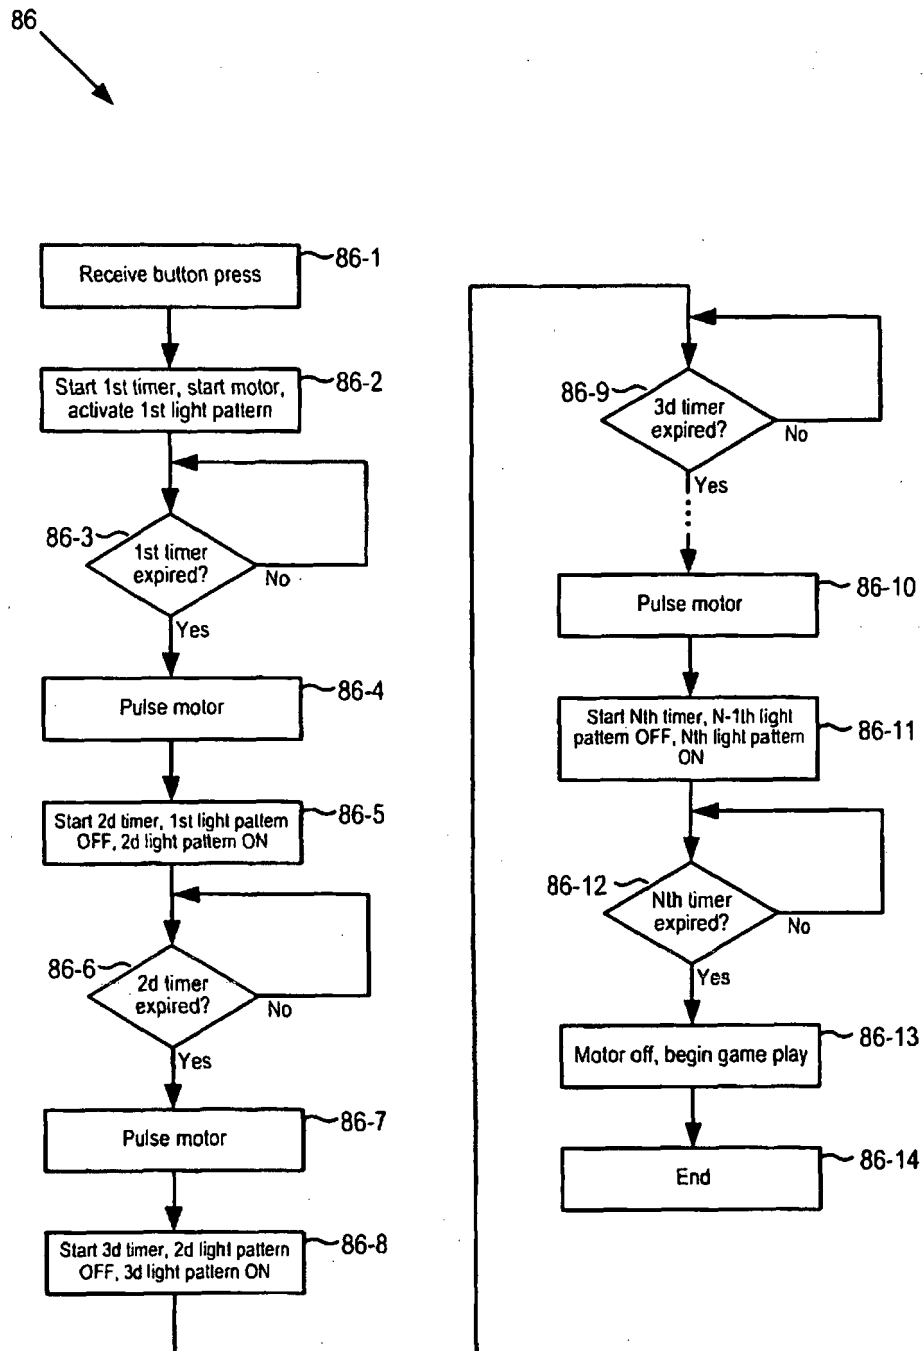 86
Receive button press
86-1
Start 1st timer, start motor,
activate 1st light pattern
86-2
86-3
1st timer
expired?
No
Yes
Pulse motor
86-4
Start 2d timer, 1st light pattern
OFF, 2d light pattern ON
86-5
86-6
2d timer
expired?
No
Yes
Pulse motor
86-7
Start 3d timer, 2d light pattern
OFF, 3d light pattern ON
86-8
86-9
3d timer
expired?
No
Yes
Pulse motor
86-10
Start Nth timer, N-1th light
pattern OFF, Nth light pattern
ON
86-11
86-12
Nth timer
expired?
No
Yes
Motor off, begin game play
86-13
End
86-14